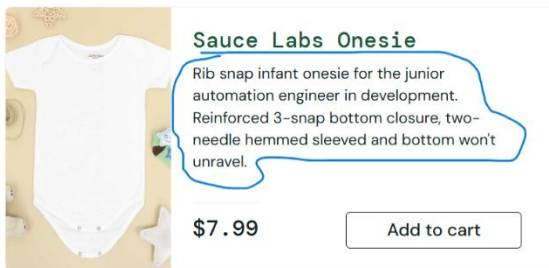 Sauce Labs Onesie
Rib snap infant onesie for the junior
automation engineer in development.
Reinforced 3-snap bottom closure, two-
needle hemmed sleeved and bottom won't
unravel.
$7.99
Add to cart